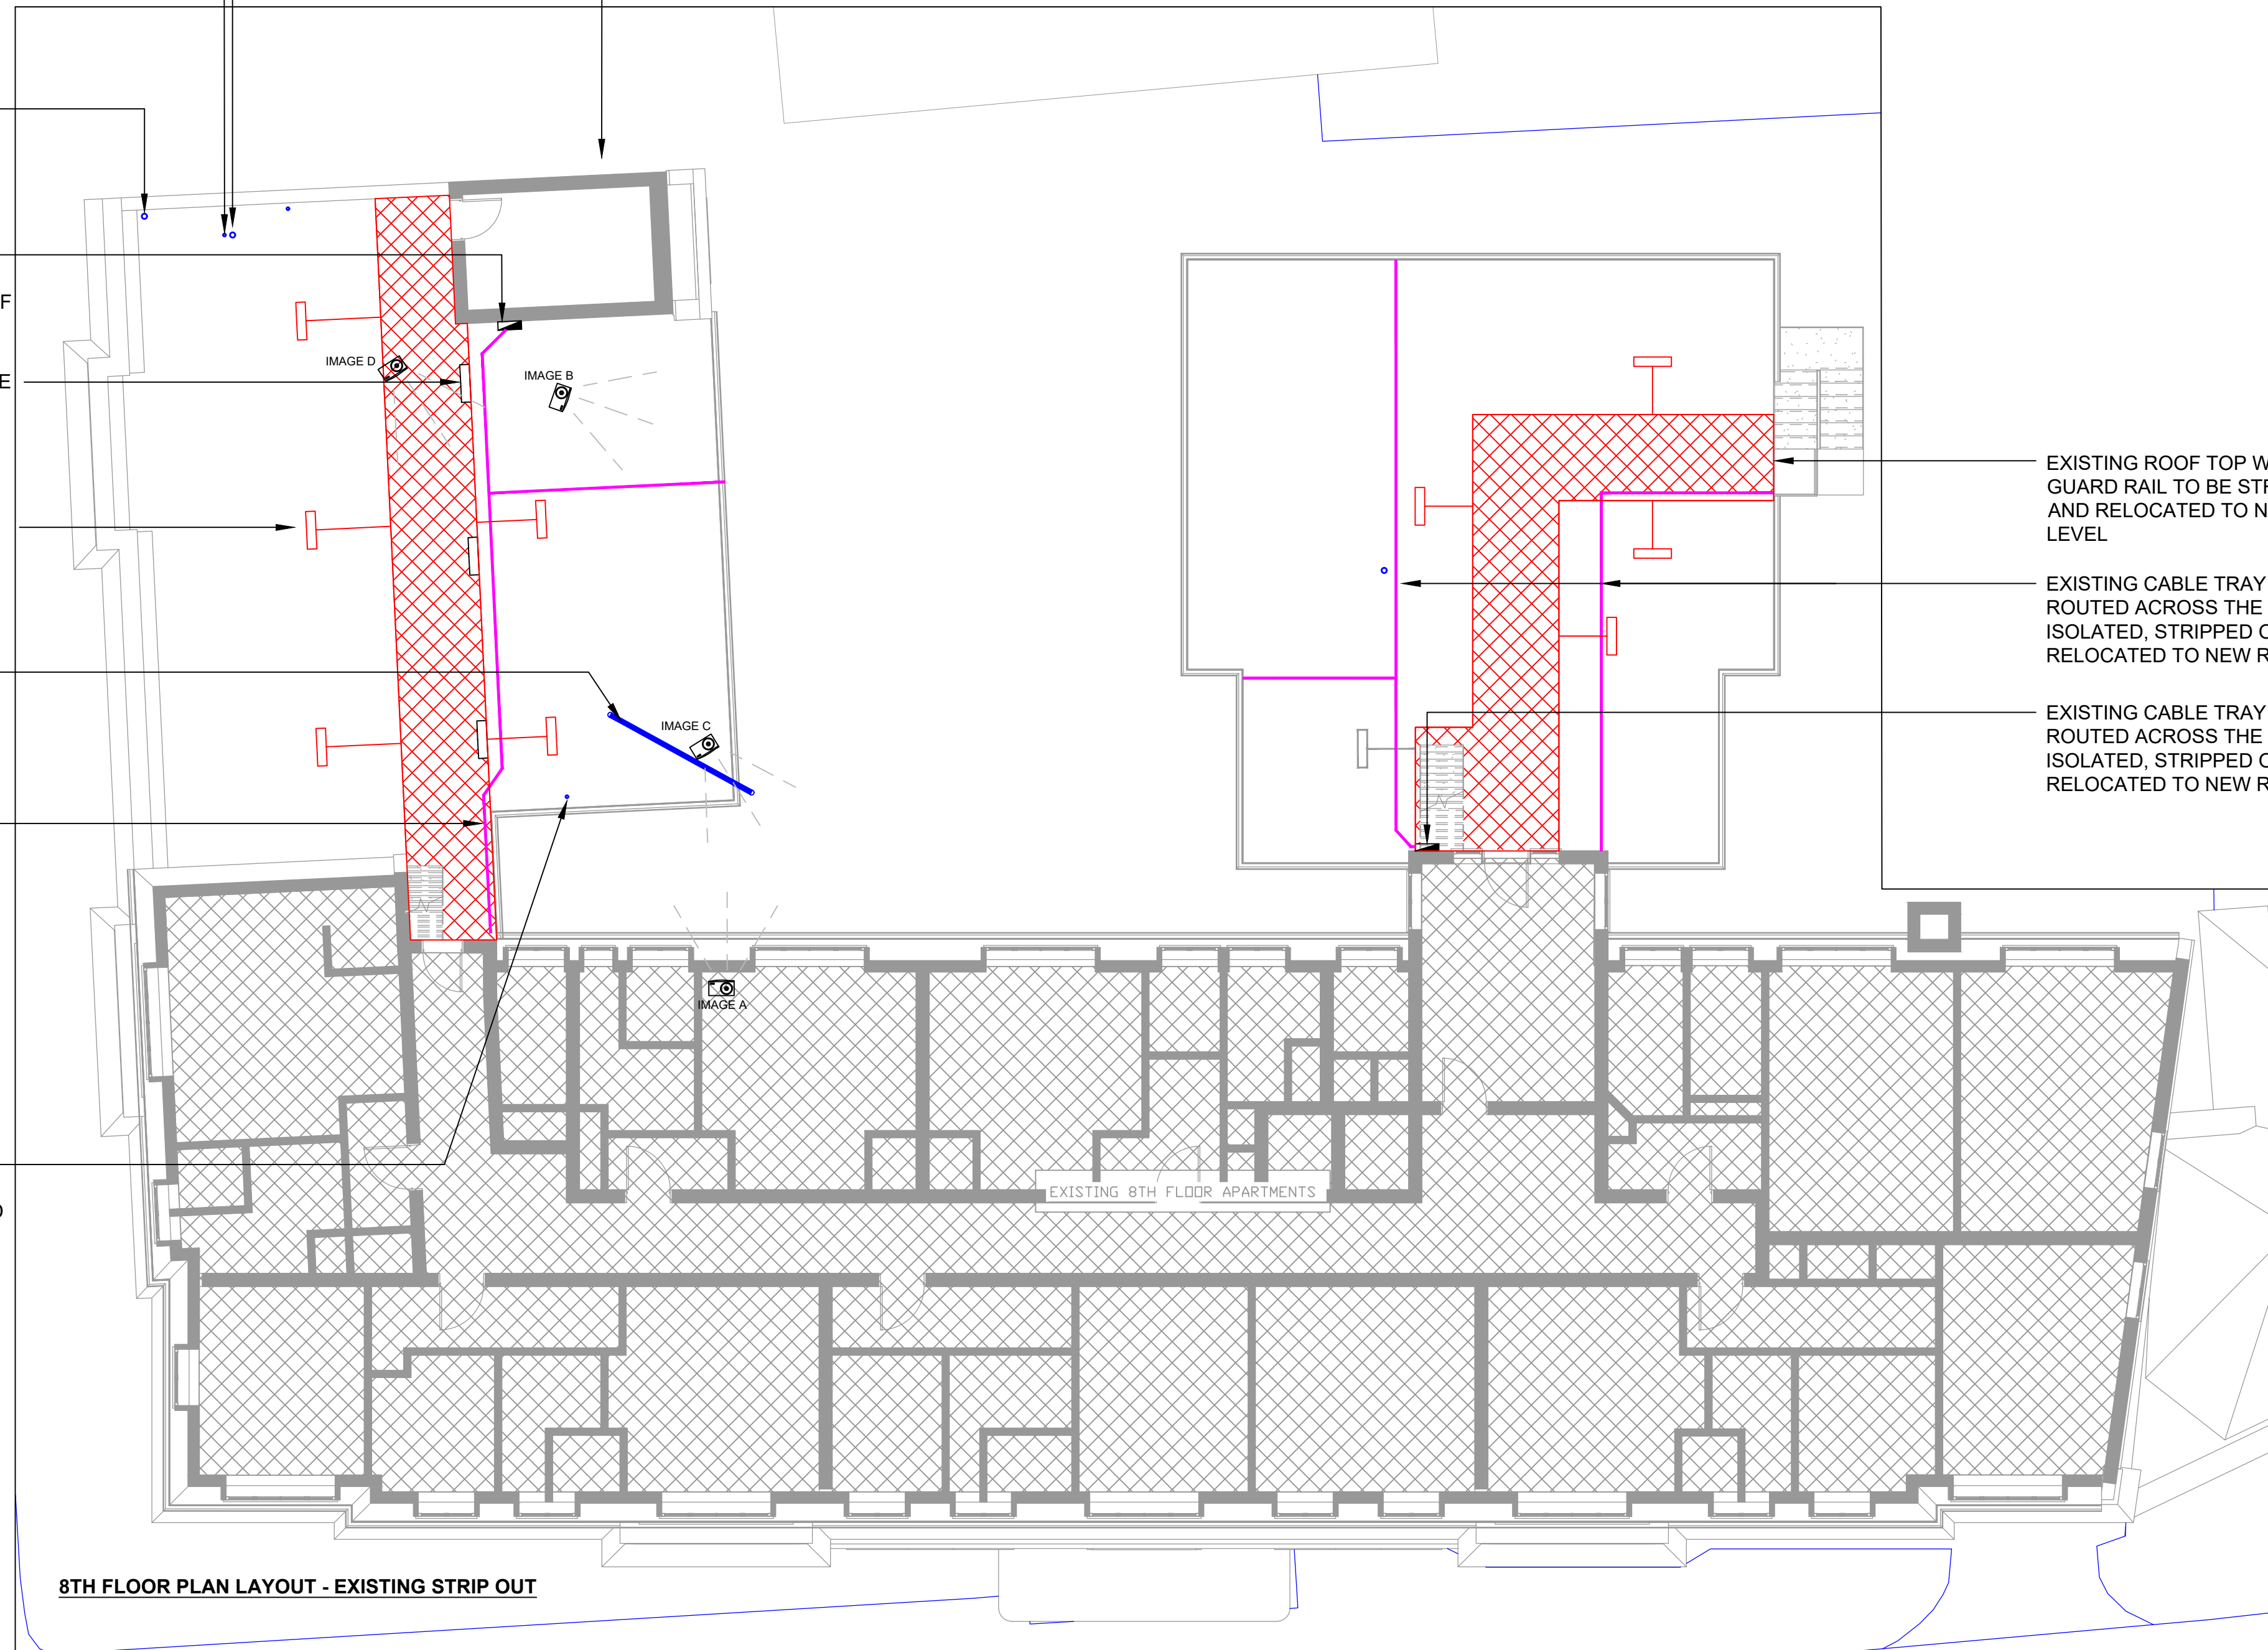 F
E
IMAGE D
IMAGE B
IMAGE C
IMAGE A
EXISTING ROOF TOP W
GUARD RAIL TO BE STR
AND RELOCATED TO N
LEVEL
EXISTING CABLE TRAY
ROUTED ACROSS THE
ISOLATED, STRIPPED O
RELOCATED TO NEW R
EXISTING CABLE TRAY
ROUTED ACROSS THE
ISOLATED, STRIPPED O
RELOCATED TO NEW R
EXISTING 8TH FLOOR APARTMENTS
8TH FLOOR PLAN LAYOUT - EXISTING STRIP OUT